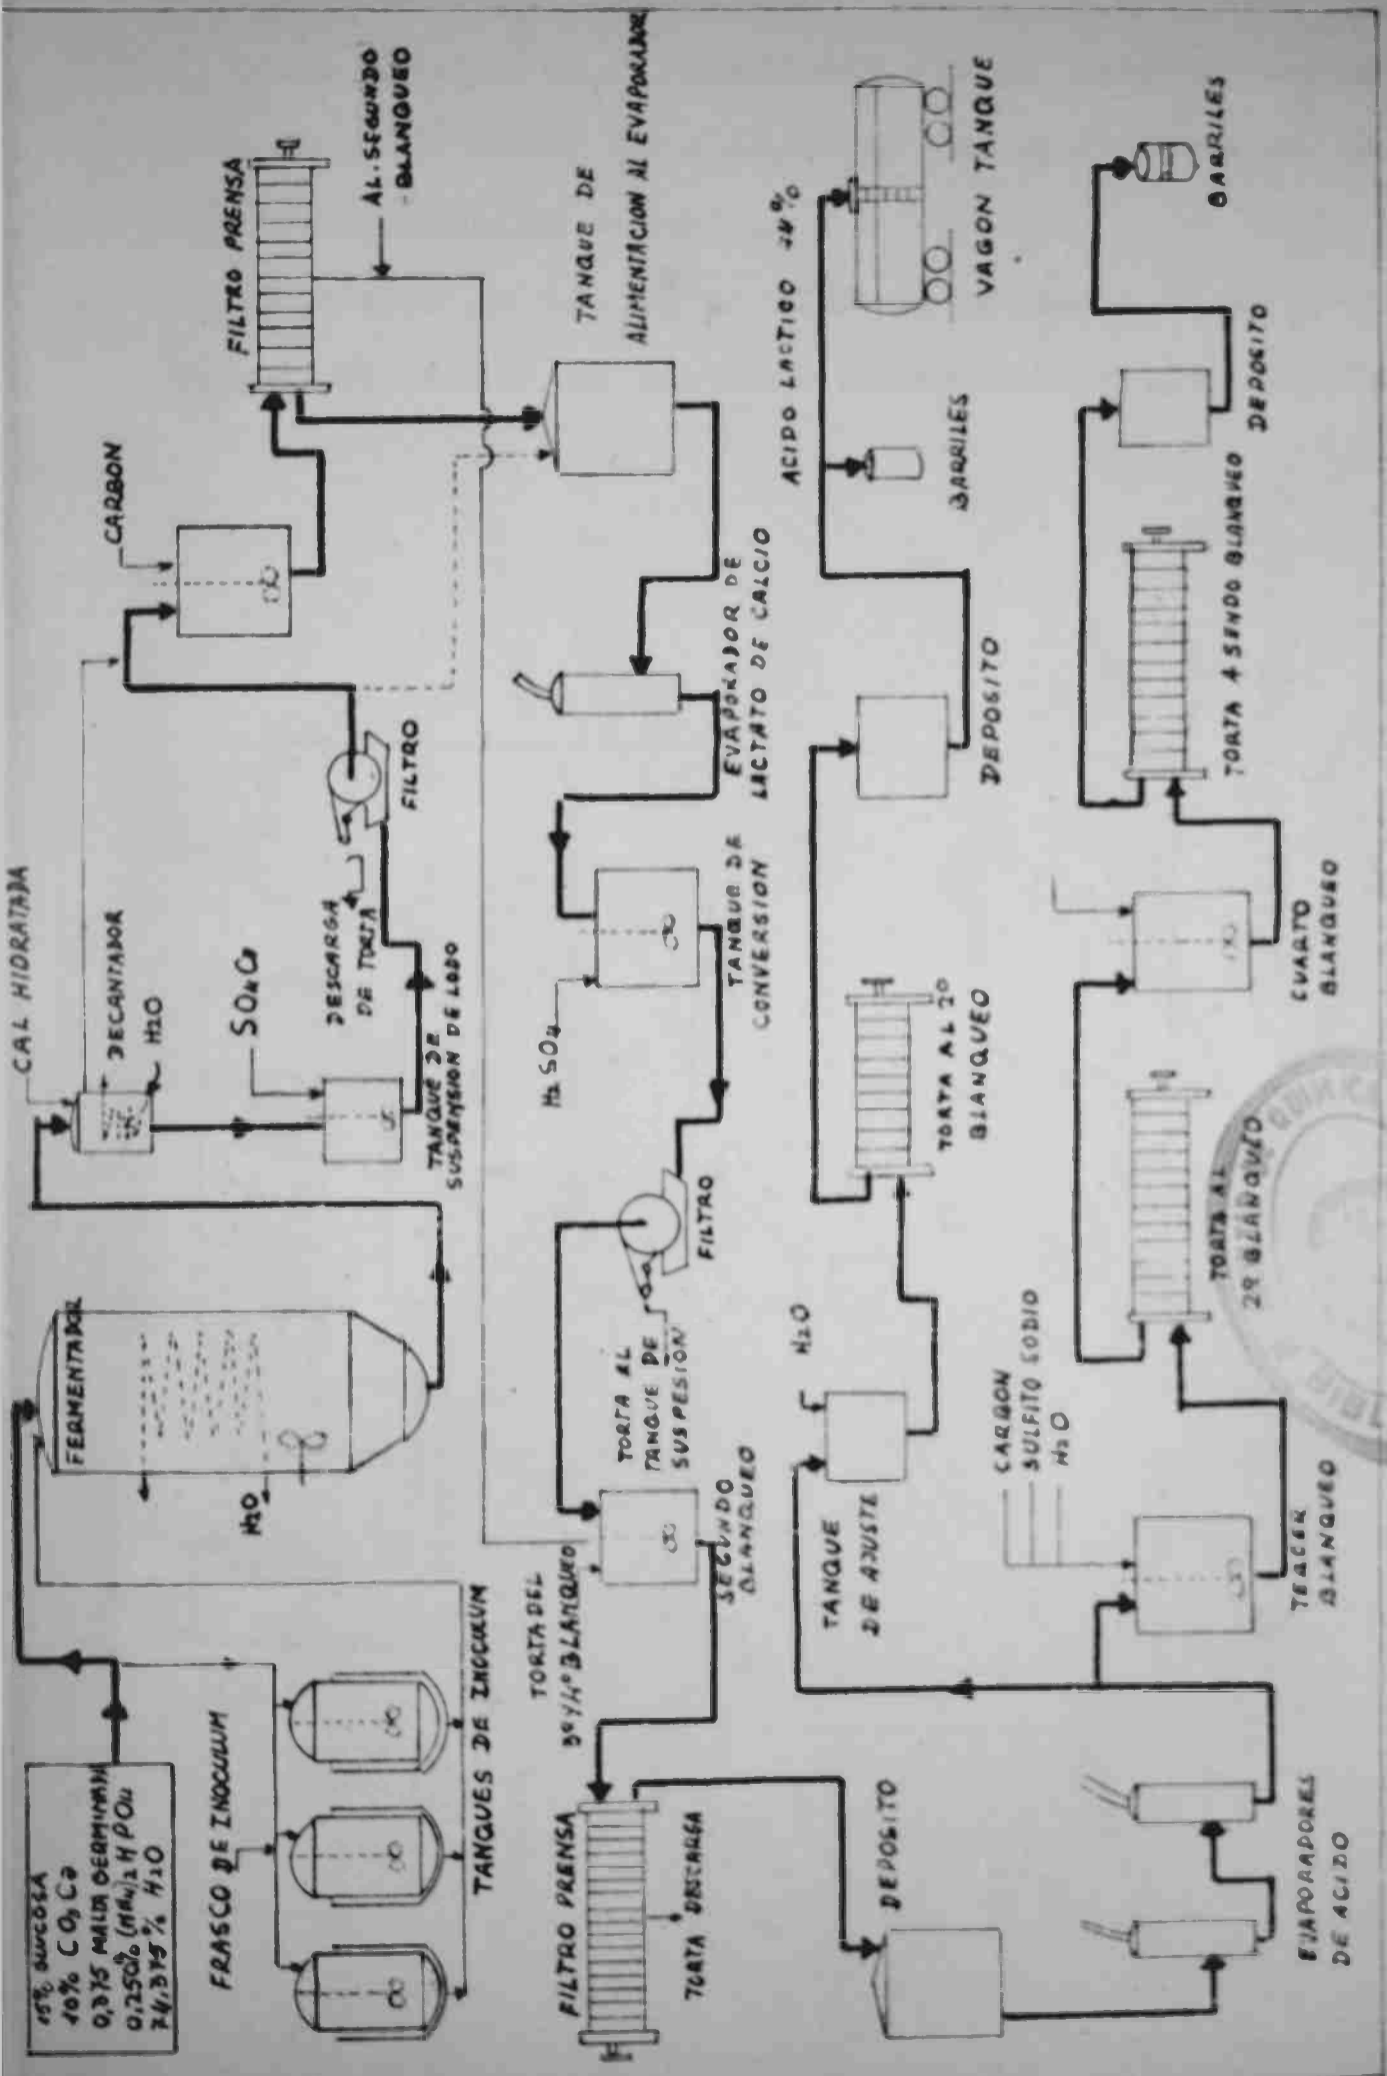 15% GLUCOSA
10% CO3Ca
0,375 MALTA GERMINADA
0,250% (NH4)2HPO4
74,375% H2O
FRASCO DE INOCULUM
TANQUES DE INOCULUM
FERMENTADOR
H2O
CAL HIDRATADA
DECANTADOR
H2O
SO4Ca
TANQUE DE
SUSPENSION DE LODO
DESCARGA
DE TORTA
FILTRO
CARBON
FILTRO PRENSA
AL SEGUNDO
BLANQUEO
TANQUE DE
ALIMENTACION AL EVAPORADOR
EVAPORADOR DE
LACTATO DE CALCIO
H2SO4
TANQUE DE
CONVERSION
FILTRO
TORTA AL
TANQUE DE
SUSPESION
TORTA DEL
3º Y 4º BLANQUEO
SEGUNDO
BLANQUEO
FILTRO PRENSA
TORTA DESCARGA
DEPOSITO
EVAPORADORES
DE ACIDO
TANQUE
DE AJUSTE
H2O
TORTA AL 2º
BLANQUEO
DEPOSITO
ACIDO LACTICO 24%
BARRILES
VAGON TANQUE
CARBON
SULFITO SODIO
H2O
TERCER
BLANQUEO
TORTA AL
2º BLANQUEO
CUARTO
BLANQUEO
TORTA A SENDO BLANQUEO
DEPOSITO
BARRILES